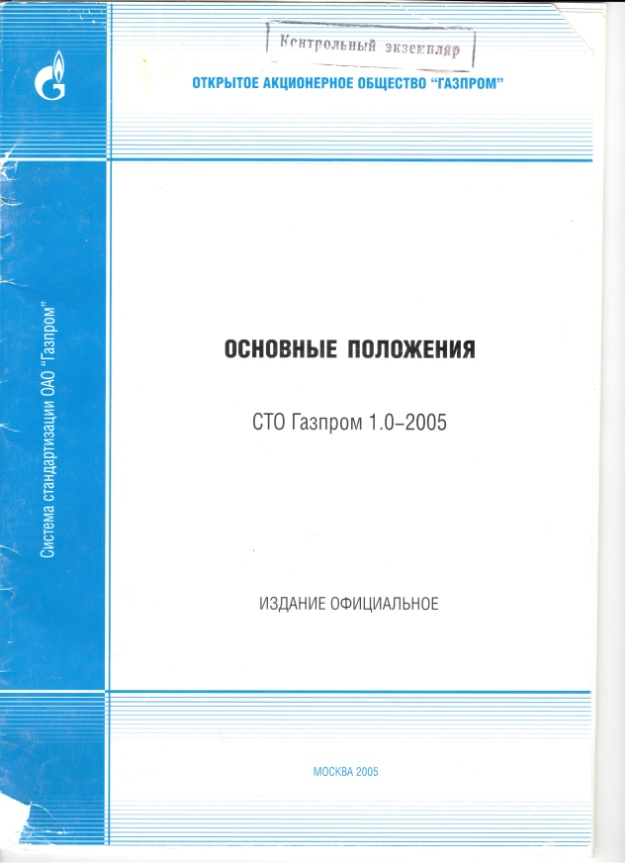 Контрольный экземпляр
ОТКРЫТОЕ АКЦИОНЕРНОЕ ОБЩЕСТВО "ГАЗПРОМ"
Система стандартизации ОАО "Газпром"
ОСНОВНЫЕ ПОЛОЖЕНИЯ
СТО Газпром 1.0–2005
ИЗДАНИЕ ОФИЦИАЛЬНОЕ
МОСКВА 2005